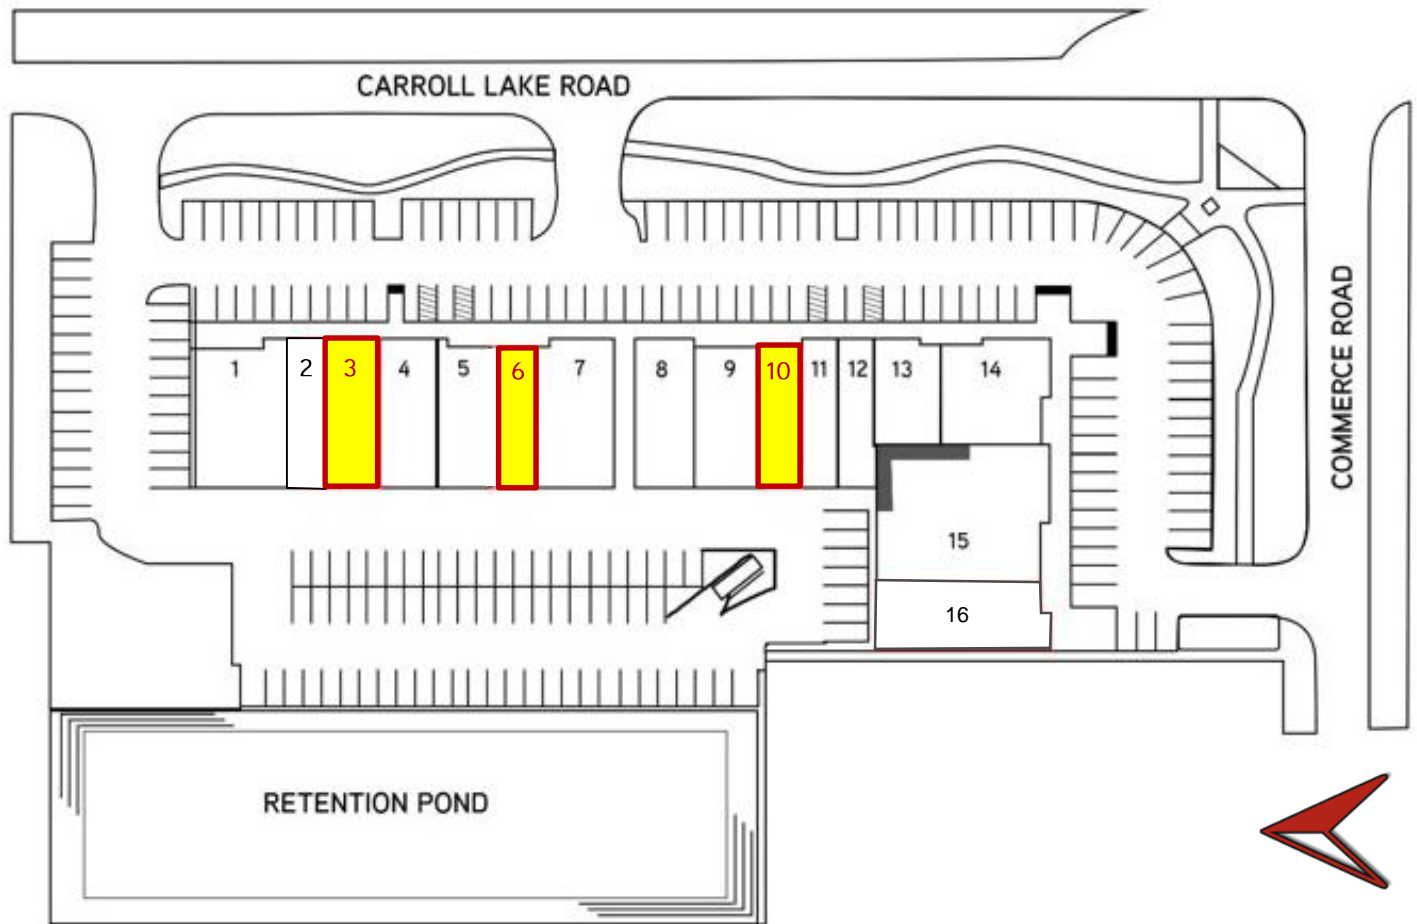 CARROLL LAKE ROAD
COMMERCE ROAD
1 2 3 4 5 6 7 8 9 10 11 12 13 14
15
16
RETENTION POND